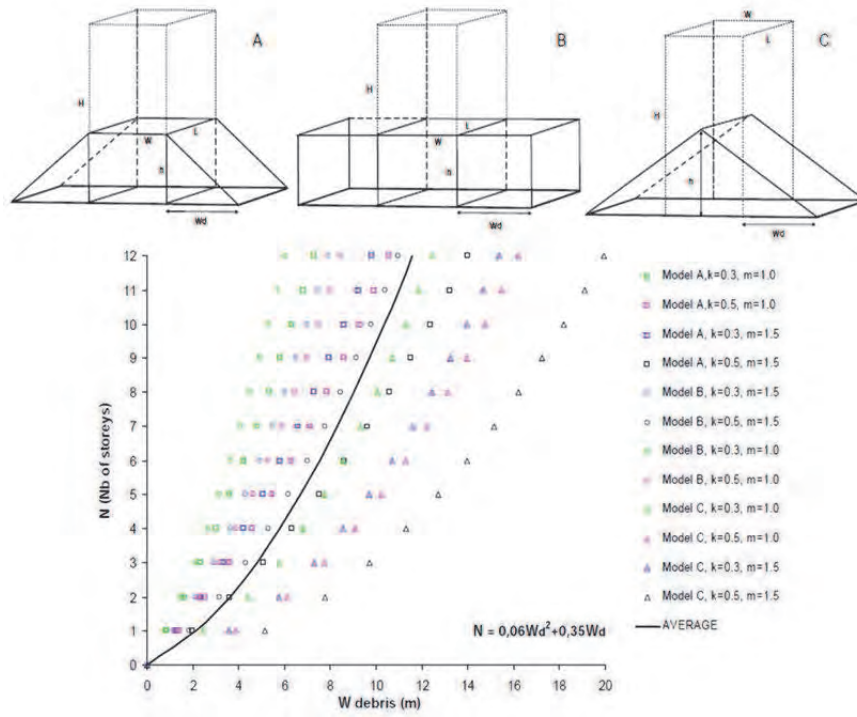 A
H
W
L
h
Wd
B
H
L
W
h
Wd
C
W
L
H
h
Wd
N (Nb of storeys)
12
11
10
9
8
7
6
5
4
3
2
1
0
0 2 4 6 8 10 12 14 16 18 20
W debris (m)
N = 0,06Wd²+0,35Wd
Model A,k=0.3, m=1.0
Model A,k=0.5, m=1.0
Model A, k=0.3, m=1.5
Model A, k=0.5, m=1.5
Model B, k=0.3, m=1.5
Model B, k=0.5, m=1.5
Model B, k=0.3, m=1.0
Model B, k=0.5, m=1.0
Model C, k=0.3, m=1.0
Model C, k=0.5, m=1.0
Model C, k=0.3, m=1.5
Model C, k=0.5, m=1.5
AVERAGE